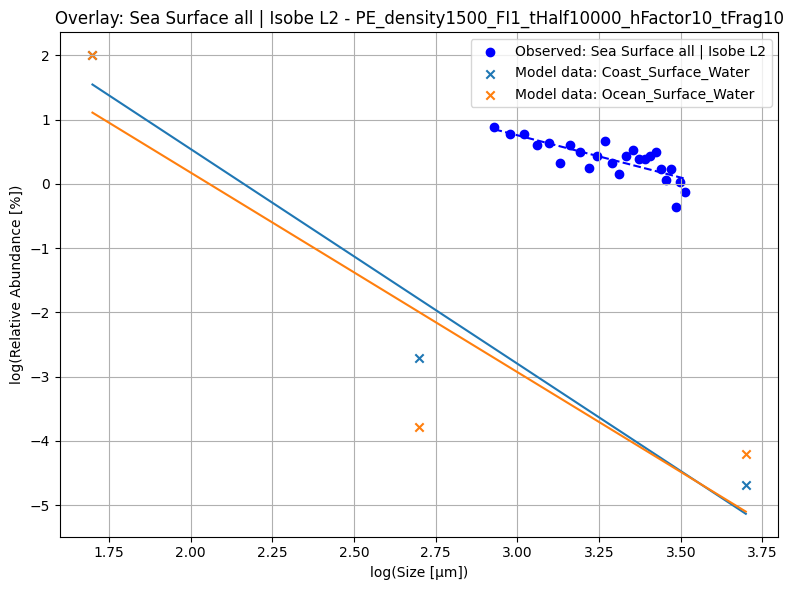 Overlay: Sea Surface all | Isobe L2 - PE_density1500_FI1_tHalf10000_hFactor10_tFrag10
Observed: Sea Surface all | Isobe L2
Model data: Coast_Surface_Water
Model data: Ocean_Surface_Water
log(Relative Abundance [%])
2
1
0
−1
−2
−3
−4
−5
1.75
2.00
2.25
2.50
2.75
3.00
3.25
3.50
3.75
log(Size [µm])